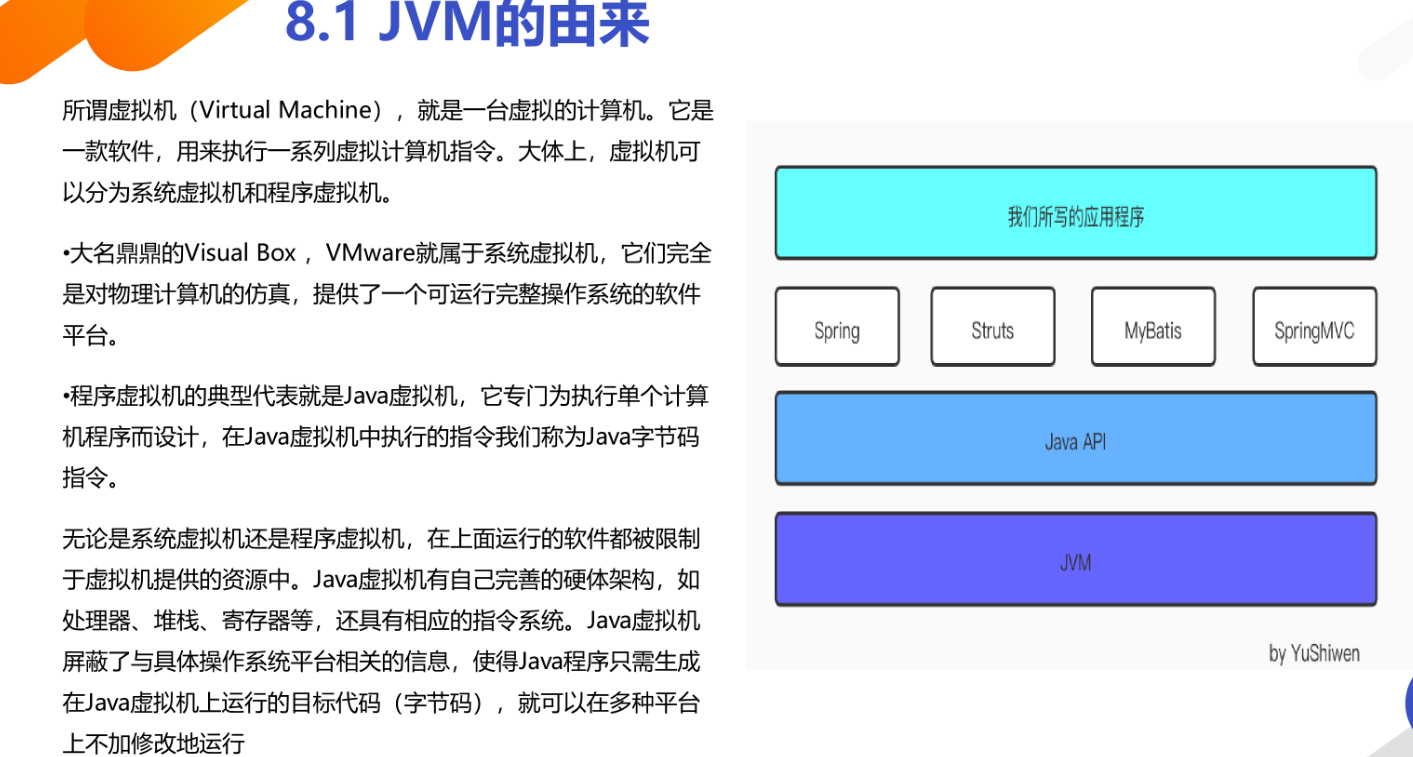 8.1 JVM的由来
所谓虚拟机（Virtual Machine），就是一台虚拟的计算机。它是
一款软件，用来执行一系列虚拟计算机指令。大体上，虚拟机可
以分为系统虚拟机和程序虚拟机。
•大名鼎鼎的Visual Box ，VMware就属于系统虚拟机，它们完全
是对物理计算机的仿真，提供了一个可运行完整操作系统的软件
平台。
•程序虚拟机的典型代表就是Java虚拟机，它专门为执行单个计算
机程序而设计，在Java虚拟机中执行的指令我们称为Java字节码
指令。
无论是系统虚拟机还是程序虚拟机，在上面运行的软件都被限制
于虚拟机提供的资源中。Java虚拟机有自己完善的硬体架构，如
处理器、堆栈、寄存器等，还具有相应的指令系统。Java虚拟机
屏蔽了与具体操作系统平台相关的信息，使得Java程序只需生成
在Java虚拟机上运行的目标代码（字节码），就可以在多种平台
上不加修改地运行
我们所写的应用程序
Spring
Struts
MyBatis
SpringMVC
Java API
JVM
by YuShiwen